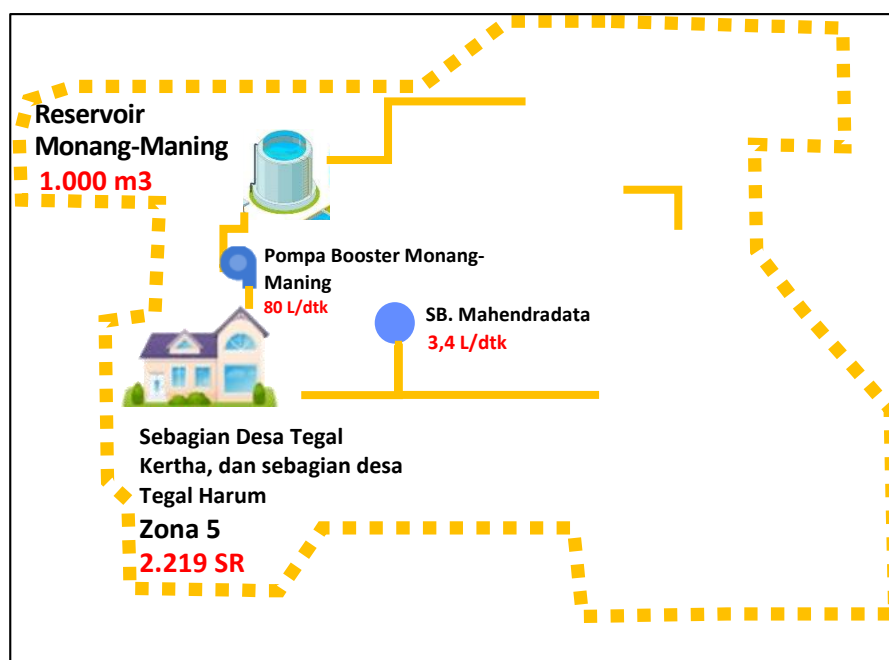 Reservoir
Monang-Maning
1.000 m3
Pompa Booster Monang-
Maning
80 L/dtk
SB. Mahendradata
3,4 L/dtk
Sebagian Desa Tegal
Kertha, dan sebagian desa
Tegal Harum
Zona 5
2.219 SR